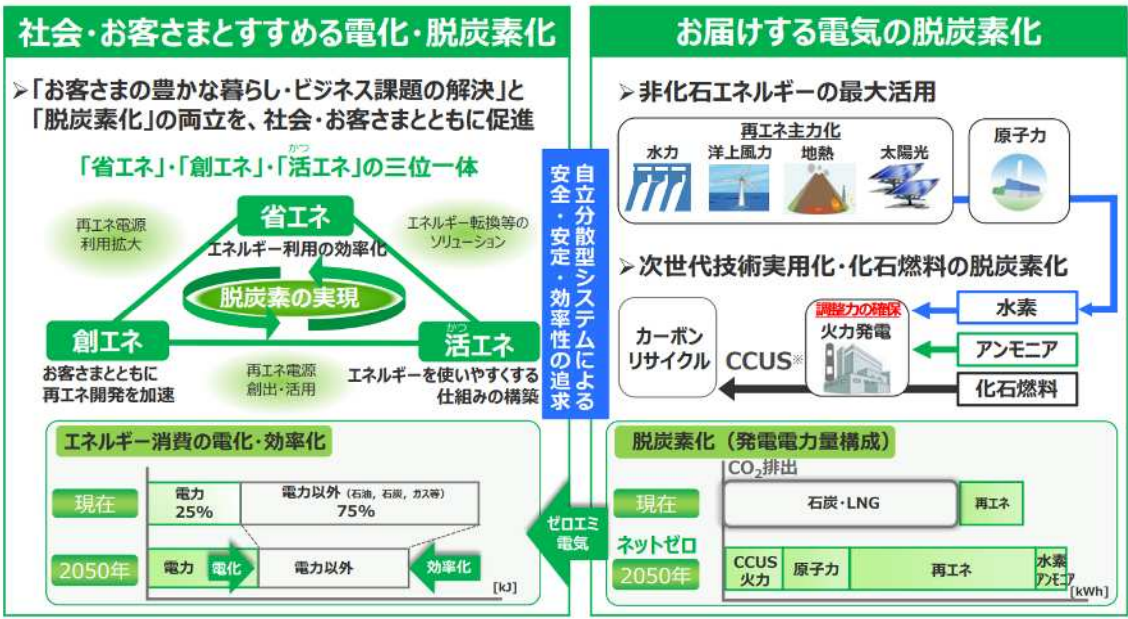 社会・お客さまとすすめる電化・脱炭素化
➢「お客さまの豊かな暮らし・ビジネス課題の解決」と
「脱炭素化」の両立を、社会・お客さまとともに促進
かつ
「省エネ」・「創エネ」・「活エネ」の三位一体
再エネ電源
利用拡大
省エネ
エネルギー利用の効率化
エネルギー転換等の
ソリューション
脱炭素の実現
創エネ
お客さまとともに
再エネ開発を加速
再エネ電源
創出・活用
かつ
活エネ
エネルギーを使いやすくする
仕組みの構築
エネルギー消費の電化・効率化
現在
電力
25%
電力以外（石油，石炭，ガス等）
75%
2050年
電力
電化
電力以外
効率化
[kJ]
自立分散型システムによる
安全・安定・効率性の追求
ゼロエミ
電気
お届けする電気の脱炭素化
➢非化石エネルギーの最大活用
再エネ主力化
水力
洋上風力
地熱
太陽光
原子力
➢次世代技術実用化・化石燃料の脱炭素化
カーボン
リサイクル
CCUS※
調整力の確保
火力発電
水素
アンモニア
化石燃料
脱炭素化（発電電力量構成）
CO2排出
現在
石炭・LNG
再エネ
ネットゼロ
2050年
CCUS
火力
原子力
再エネ
水素
アンモニア
[kWh]